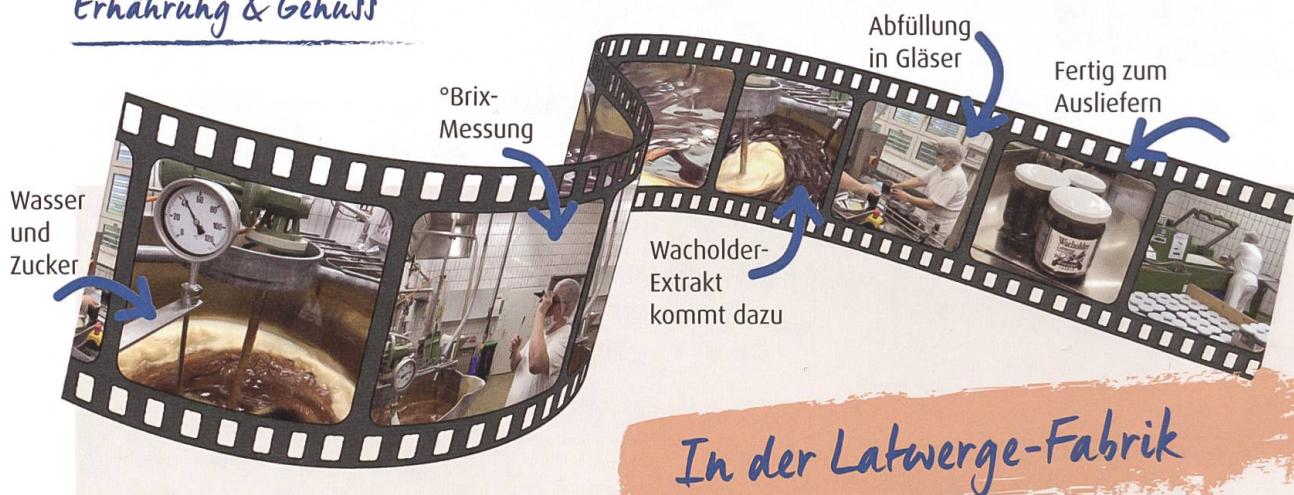 Ernährung & Genuss
Wasser
und
Zucker
°Brix-
Messung
Wacholder-
Extrakt
kommt dazu
Abfüllung
in Gläser
Fertig zum
Ausliefern
Wacholder
In der Latwerge-Fabrik